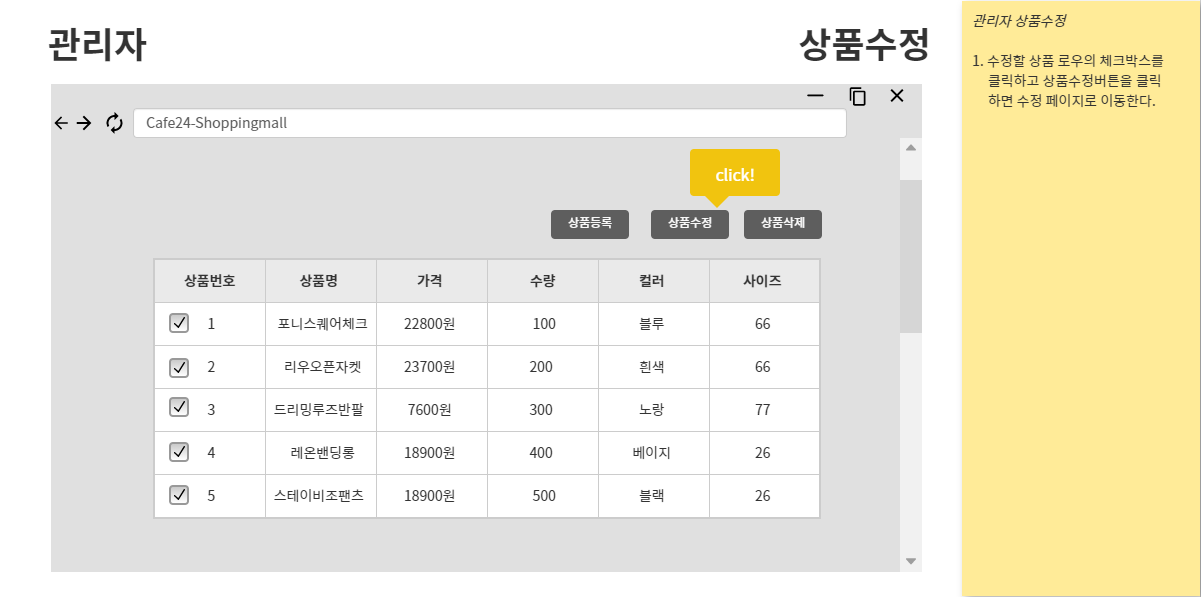 관리자
상품수정
Cafe24-Shoppingmall
click!
상품등록 상품수정 상품삭제
상품번호 상품명 가격 수량 컬러 사이즈
1 포니스퀘어체크 22800원 100 블루 66
2 리우오픈자켓 23700원 200 흰색 66
3 드리밍루즈반팔 7600원 300 노랑 77
4 레온밴딩롱 18900원 400 베이지 26
5 스테이비조팬츠 18900원 500 블랙 26
관리자 상품수정
1. 수정할 상품 로우의 체크박스를
클릭하고 상품수정버튼을 클릭
하면 수정 페이지로 이동한다.